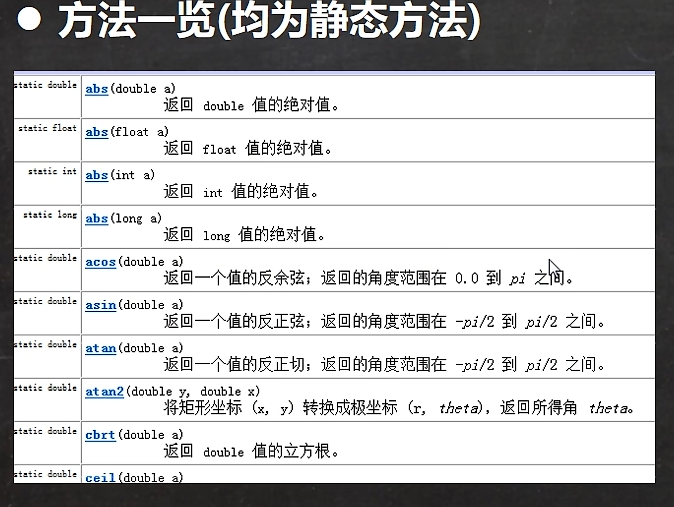 ● 方法一览(均为静态方法)
static double abs(double a)
返回 double 值的绝对值。
static float abs(float a)
返回 float 值的绝对值。
static int abs(int a)
返回 int 值的绝对值。
static long abs(long a)
返回 long 值的绝对值。
static double acos(double a)
返回一个值的反余弦；返回的角度范围在 0.0 到 pi 之间。
static double asin(double a)
返回一个值的反正弦；返回的角度范围在 -pi/2 到 pi/2 之间。
static double atan(double a)
返回一个值的反正切；返回的角度范围在 -pi/2 到 pi/2 之间。
static double atan2(double y, double x)
将矩形坐标 (x, y) 转换成极坐标 (r, theta)，返回所得角 theta。
static double cbrt(double a)
返回 double 值的立方根。
static double ceil(double a)